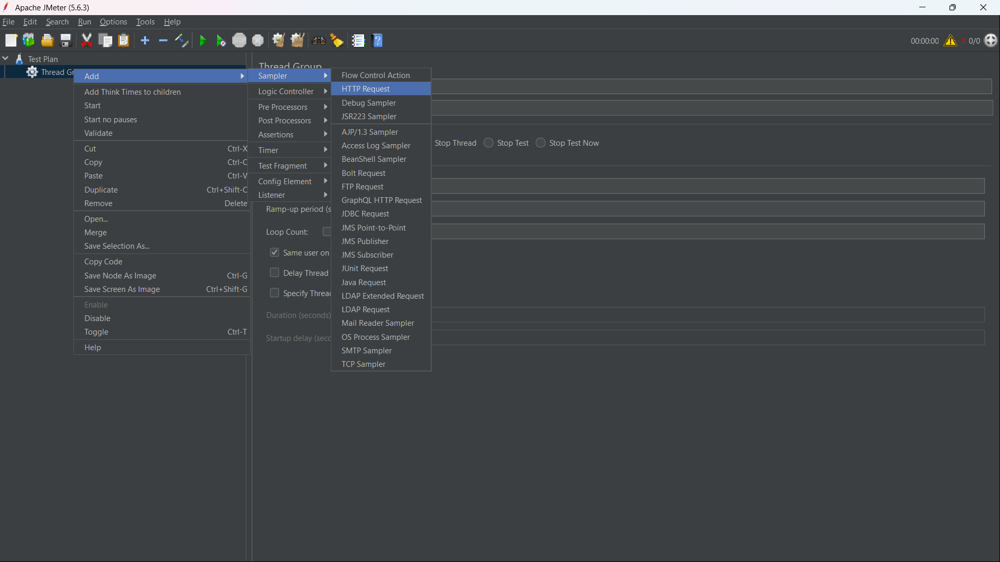 Apache JMeter (5.6.3)
File Edit Search Run Options Tools Help
00:00:00 3 0/0
Test Plan
Thread
Thread Group
Add
Add Think Times to children
Start
Start no pauses
Validate
Cut Ctrl-X
Copy Ctrl-C
Paste Ctrl-V
Duplicate Ctrl+Shift-C
Remove Delete
Open...
Merge
Save Selection As...
Copy Code
Save Node As Image Ctrl-G
Save Screen As Image Ctrl+Shift-G
Enable
Disable
Toggle Ctrl-T
Help
Sampler
Logic Controller
Pre Processors
Post Processors
Assertions
Timer
Test Fragment
Config Element
Listener
Flow Control Action
HTTP Request
Debug Sampler
JSR223 Sampler
AJP/1.3 Sampler
Access Log Sampler
BeanShell Sampler
Bolt Request
FTP Request
GraphQL HTTP Request
JDBC Request
JMS Point-to-Point
JMS Publisher
JMS Subscriber
JUnit Request
Java Request
LDAP Extended Request
LDAP Request
Mail Reader Sampler
OS Process Sampler
SMTP Sampler
TCP Sampler
Stop Thread Stop Test Stop Test Now
Ramp-up period (s
Loop Count:
Same user on
Delay Thread
Specify Threa
Duration (seconds)
Startup delay (seco